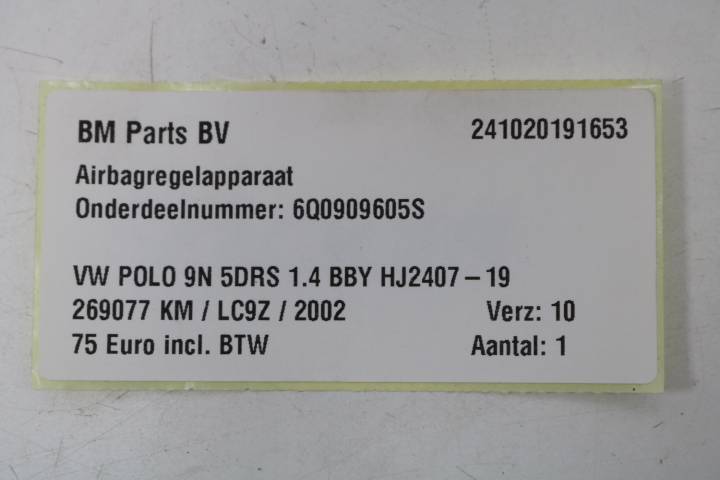 BM Parts BV 241020191653
Airbagregelapparaat
Onderdeelnummer: 6Q0909605S
VW POLO 9N 5DRS 1.4 BBY HJ2407-19
269077 KM / LC9Z / 2002 Verz: 10
75 Euro incl. BTW Aantal: 1